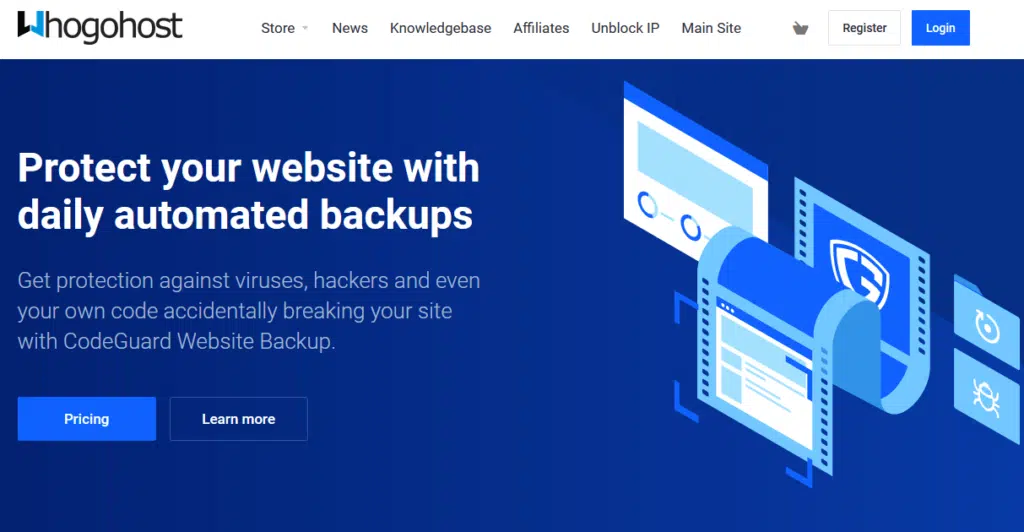 Whogohost
Store News Knowledgebase Affiliates Unblock IP Main Site Register Login
Protect your website with
daily automated backups
Get protection against viruses, hackers and even
your own code accidentally breaking your site
with CodeGuard Website Backup.
Pricing Learn more